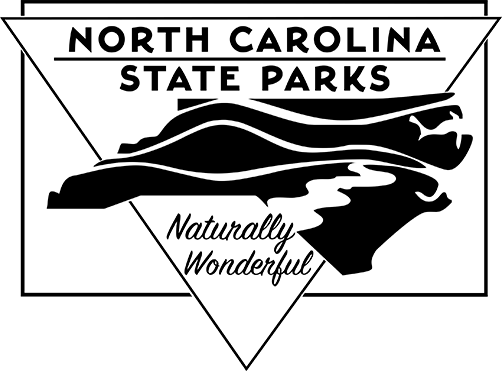 NORTH CAROLINA
STATE PARKS
Naturally
Wonderful